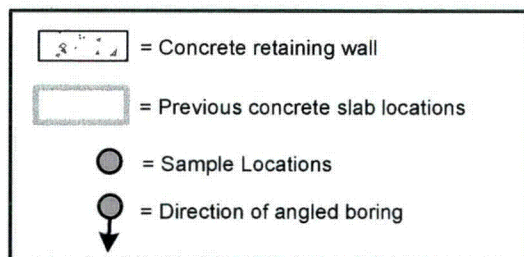 = Concrete retaining wall
= Previous concrete slab locations
= Sample Locations
= Direction of angled boring